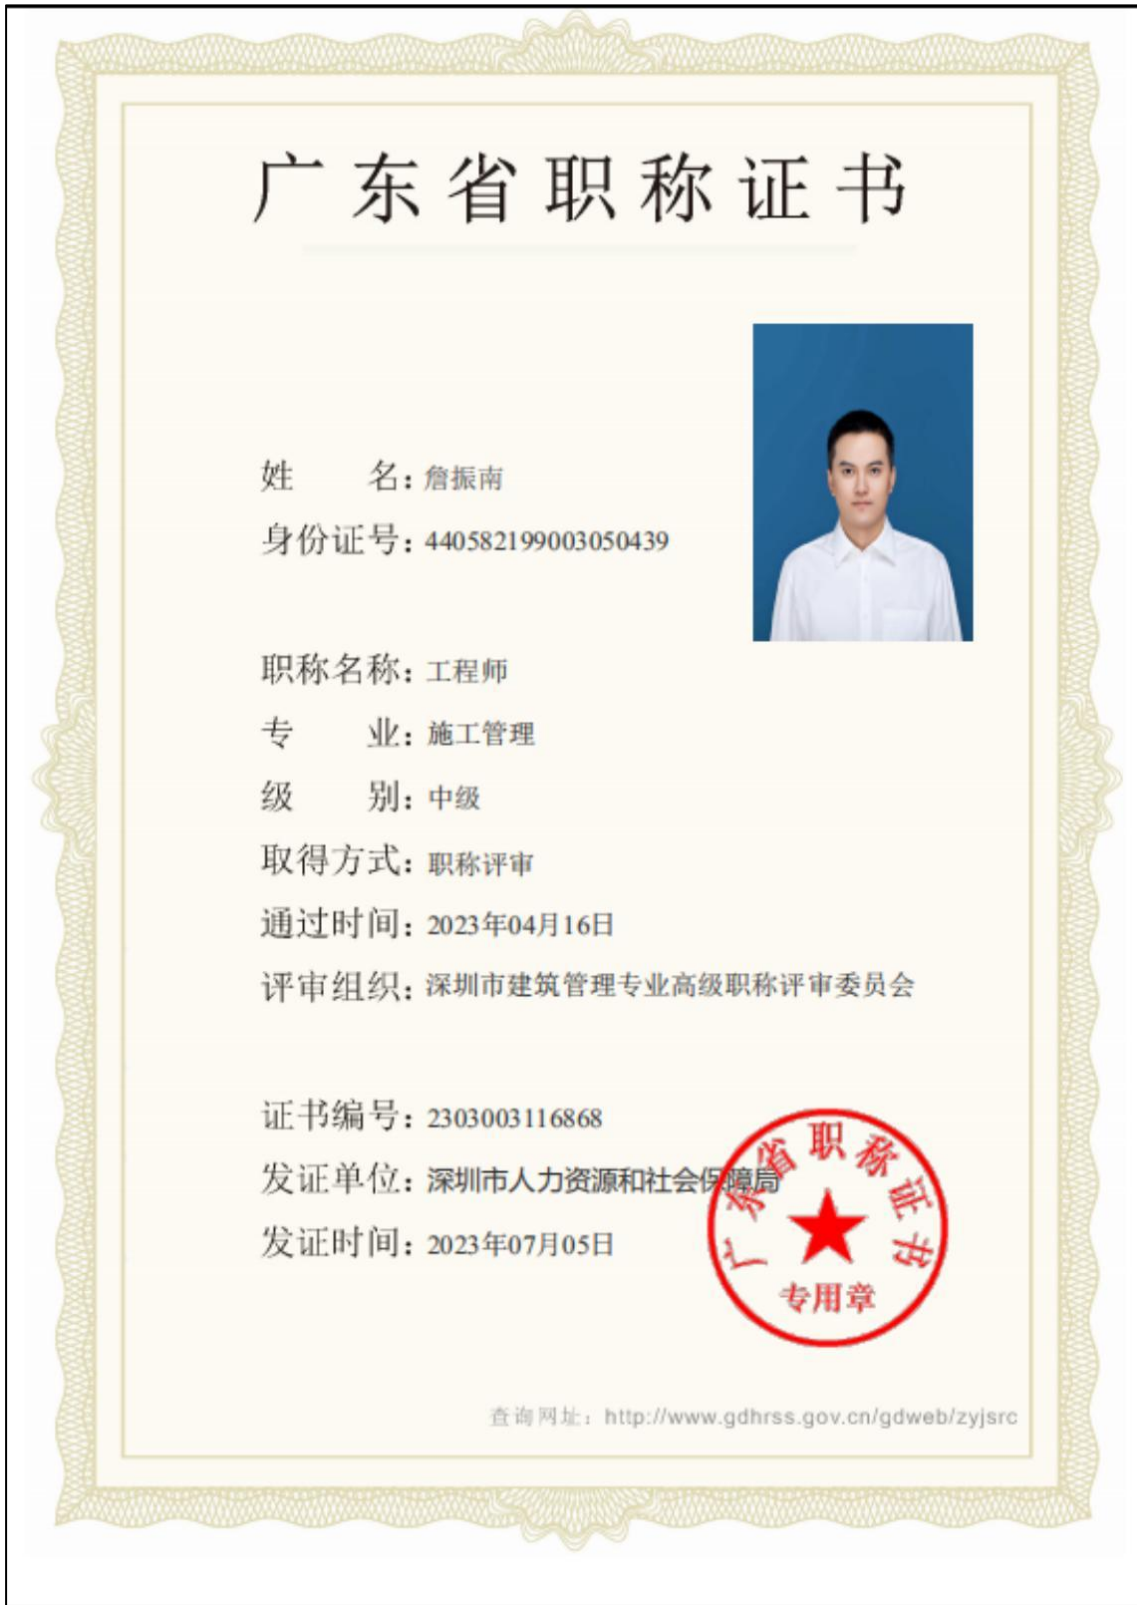 广东省职称证书
姓 名：詹振南
身份证号：440582199003050439
职称名称：工程师
专 业：施工管理
级 别：中级
取得方式：职称评审
通过时间：2023年04月16日
评审组织：深圳市建筑管理专业高级职称评审委员会
证书编号：2303003116868
发证单位：深圳市人力资源和社会保障局
发证时间：2023年07月05日
广东省职称证书
专用章
查询网址：http://www.gdhrss.gov.cn/gdweb/zyjsrc